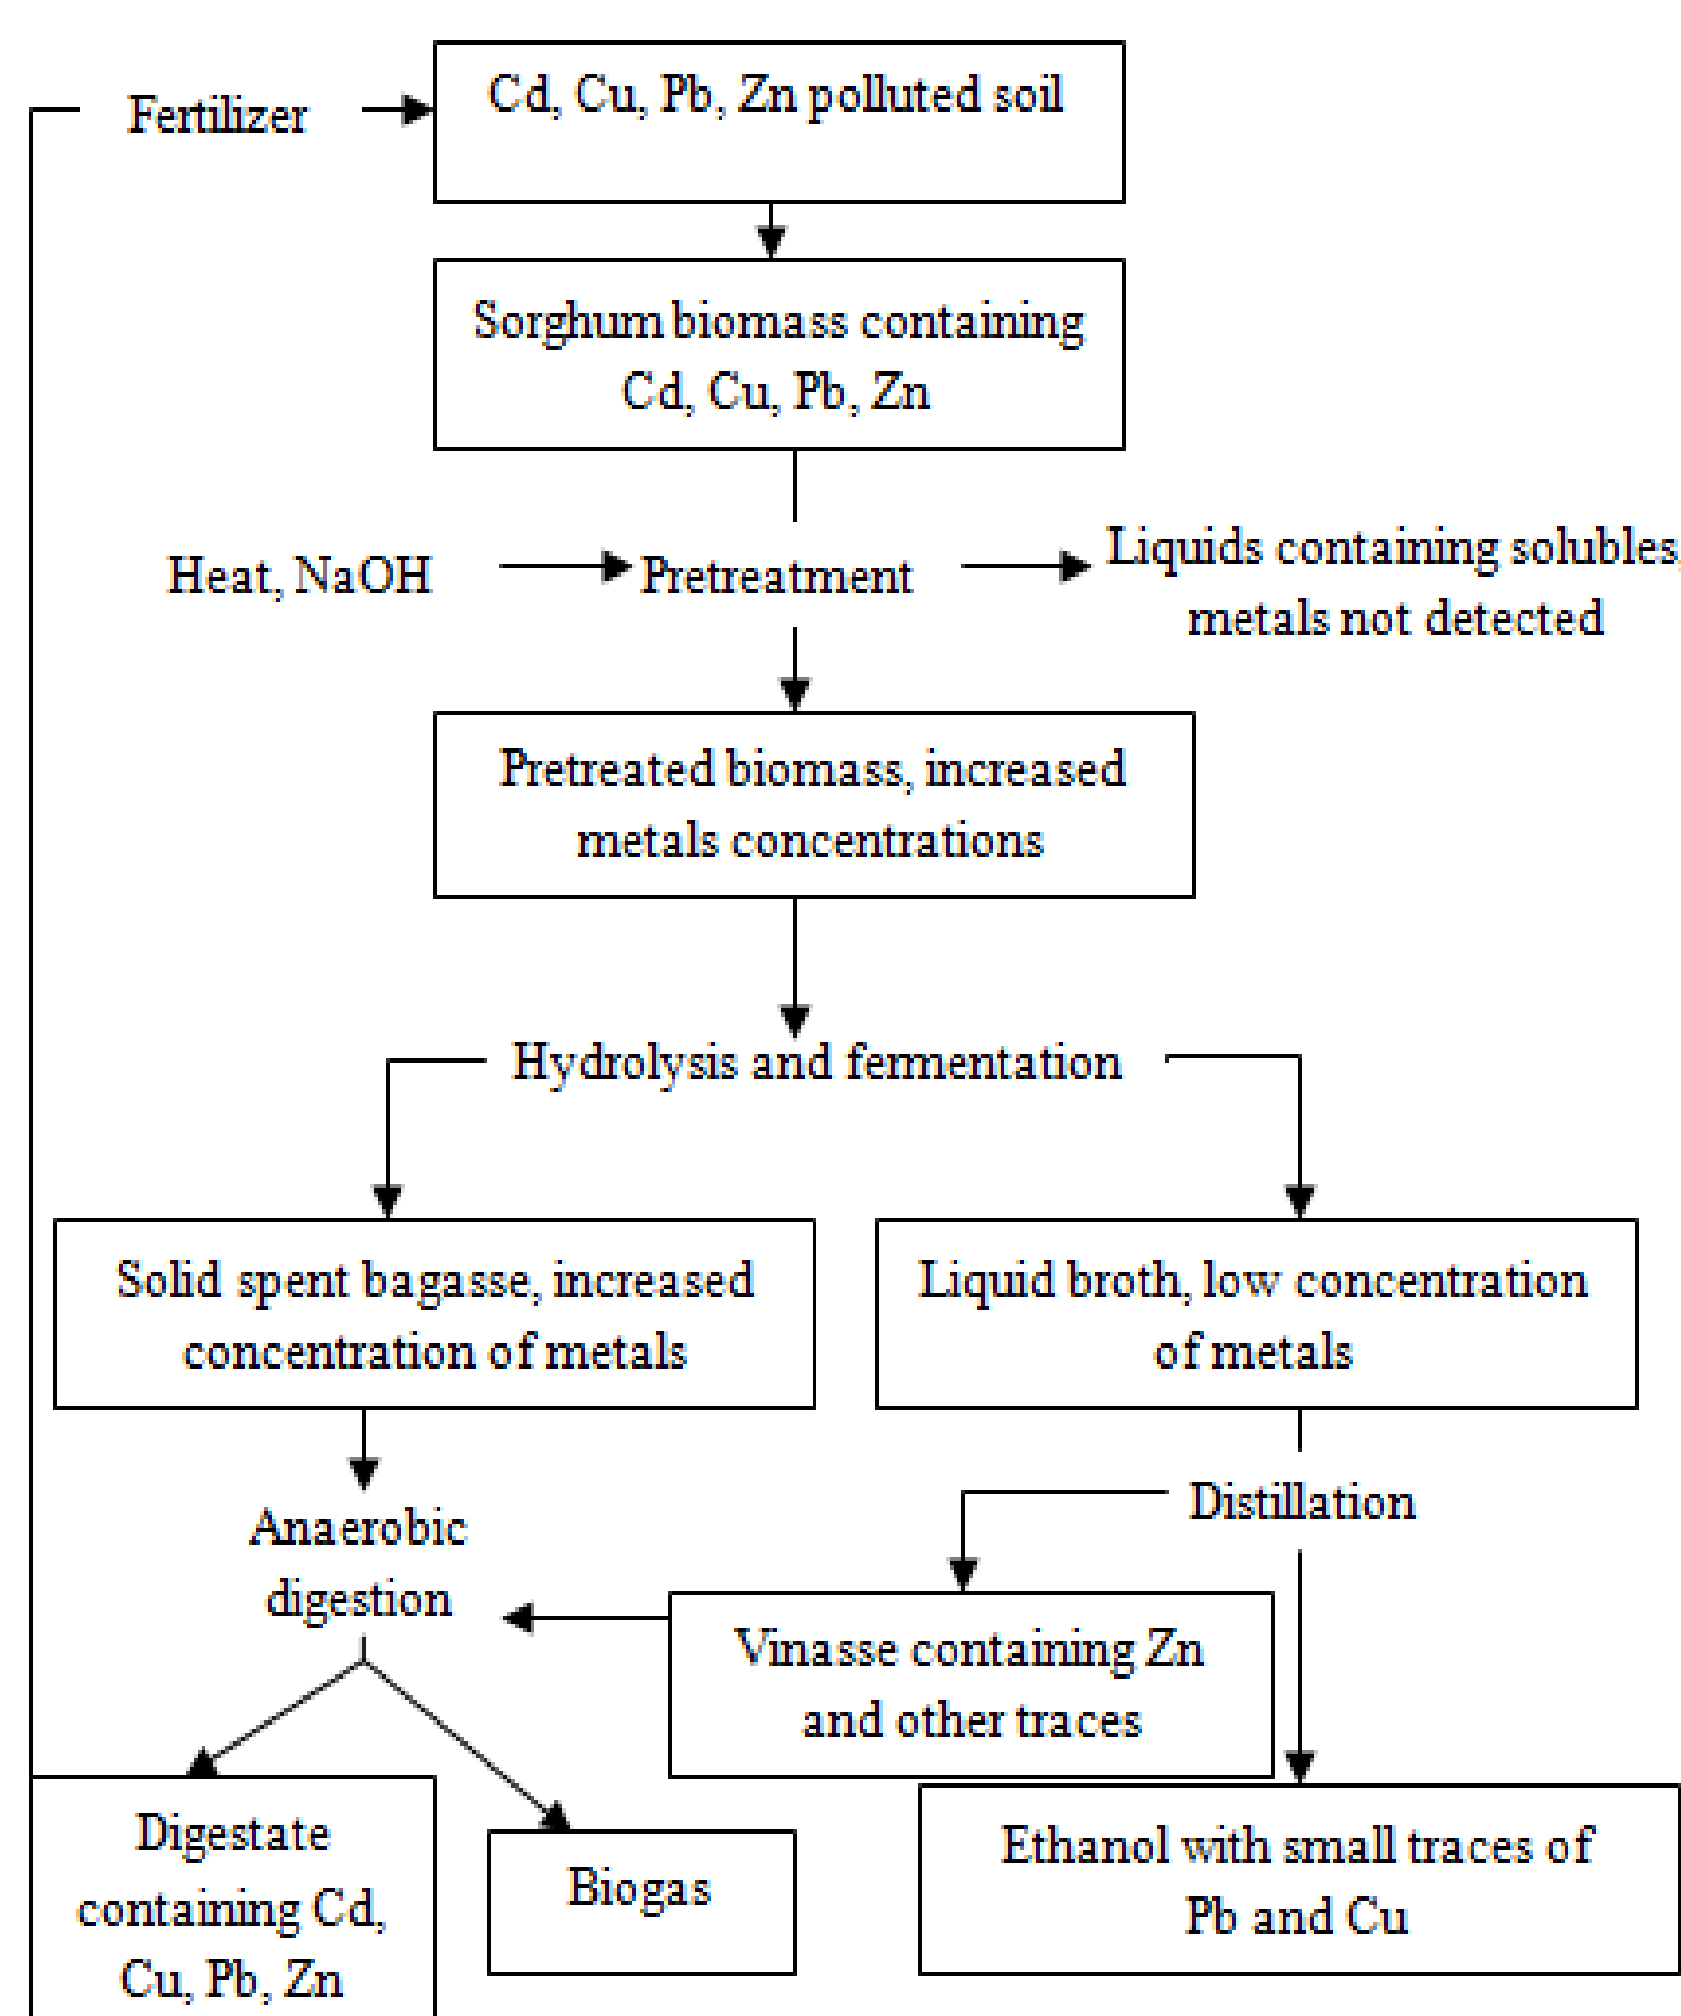 Fertilizer
Cd, Cu, Pb, Zn polluted soil
Sorghum biomass containing
Cd, Cu, Pb, Zn
Heat, NaOH
Pretreatment
Liquids containing solubles,
metals not detected
Pretreated biomass, increased
metals concentrations
Hydrolysis and fermentation
Solid spent bagasse, increased
concentration of metals
Liquid broth, low concentration
of metals
Anaerobic
digestion
Distillation
Vinasse containing Zn
and other traces
Digestate
containing Cd,
Cu, Pb, Zn
Biogas
Ethanol with small traces of
Pb and Cu